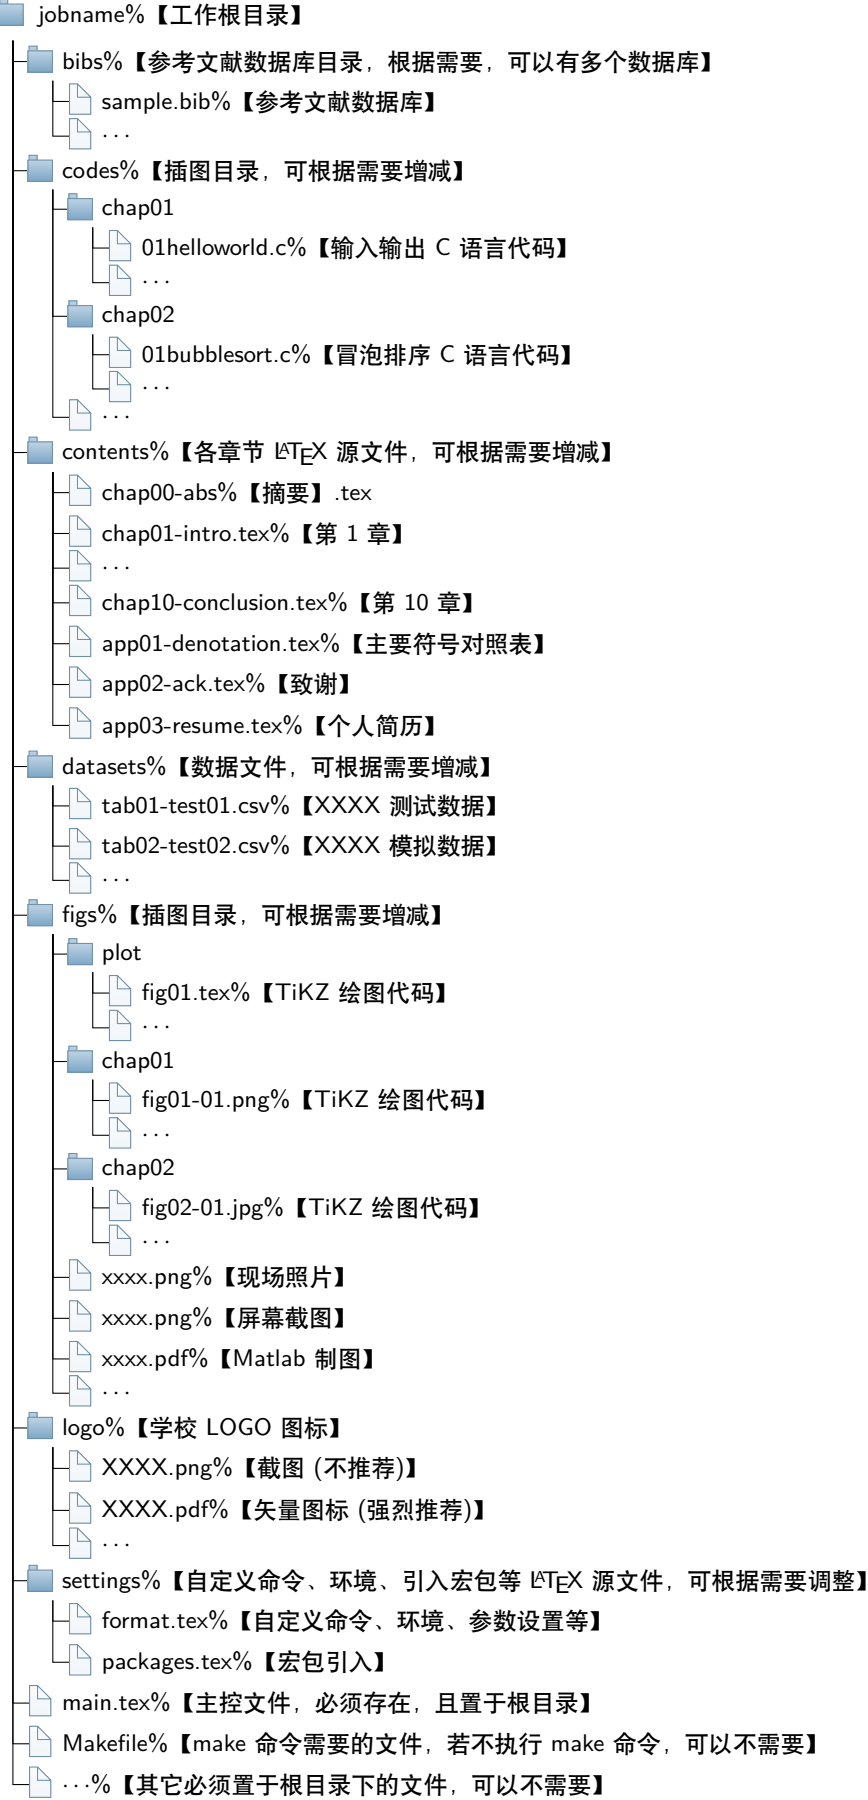 jobname%【工作根目录】
bibs%【参考文献数据库目录，根据需要，可以有多个数据库】
sample.bib%【参考文献数据库】
···
codes%【插图目录，可根据需要增减】
chap01
01helloworld.c%【输入输出 C 语言代码】
···
chap02
01bubblesort.c%【冒泡排序 C 语言代码】
···
···
contents%【各章节 LATEX 源文件，可根据需要增减】
chap00-abs%【摘要】.tex
chap01-intro.tex%【第 1 章】
···
chap10-conclusion.tex%【第 10 章】
app01-denotation.tex%【主要符号对照表】
app02-ack.tex%【致谢】
app03-resume.tex%【个人简历】
datasets%【数据文件，可根据需要增减】
tab01-test01.csv%【XXXX 测试数据】
tab02-test02.csv%【XXXX 模拟数据】
···
figs%【插图目录，可根据需要增减】
plot
fig01.tex%【TiKZ 绘图代码】
···
chap01
fig01-01.png%【TiKZ 绘图代码】
···
chap02
fig02-01.jpg%【TiKZ 绘图代码】
···
xxxx.png%【现场照片】
xxxx.png%【屏幕截图】
xxxx.pdf%【Matlab 制图】
···
logo%【学校 LOGO 图标】
XXXX.png%【截图 (不推荐)】
XXXX.pdf%【矢量图标 (强烈推荐)】
···
settings%【自定义命令、环境、引入宏包等 LATEX 源文件，可根据需要调整】
format.tex%【自定义命令、环境、参数设置等】
packages.tex%【宏包引入】
main.tex%【主控文件，必须存在，且置于根目录】
Makefile%【make 命令需要的文件，若不执行 make 命令，可以不需要】
···%【其它必须置于根目录下的文件，可以不需要】